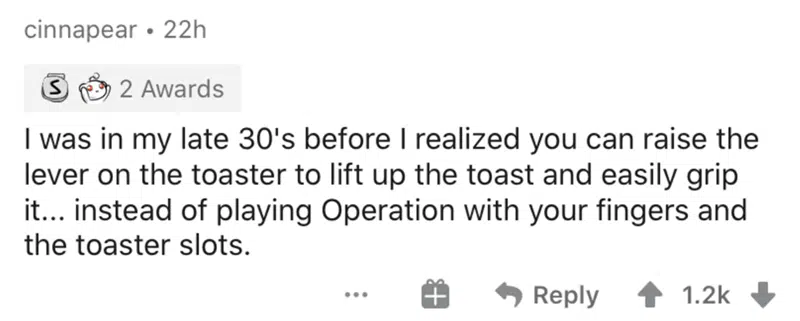 cinnapear • 22h
S 2 Awards
I was in my late 30's before I realized you can raise the
lever on the toaster to lift up the toast and easily grip
it... instead of playing Operation with your fingers and
the toaster slots.
... Reply 1.2k